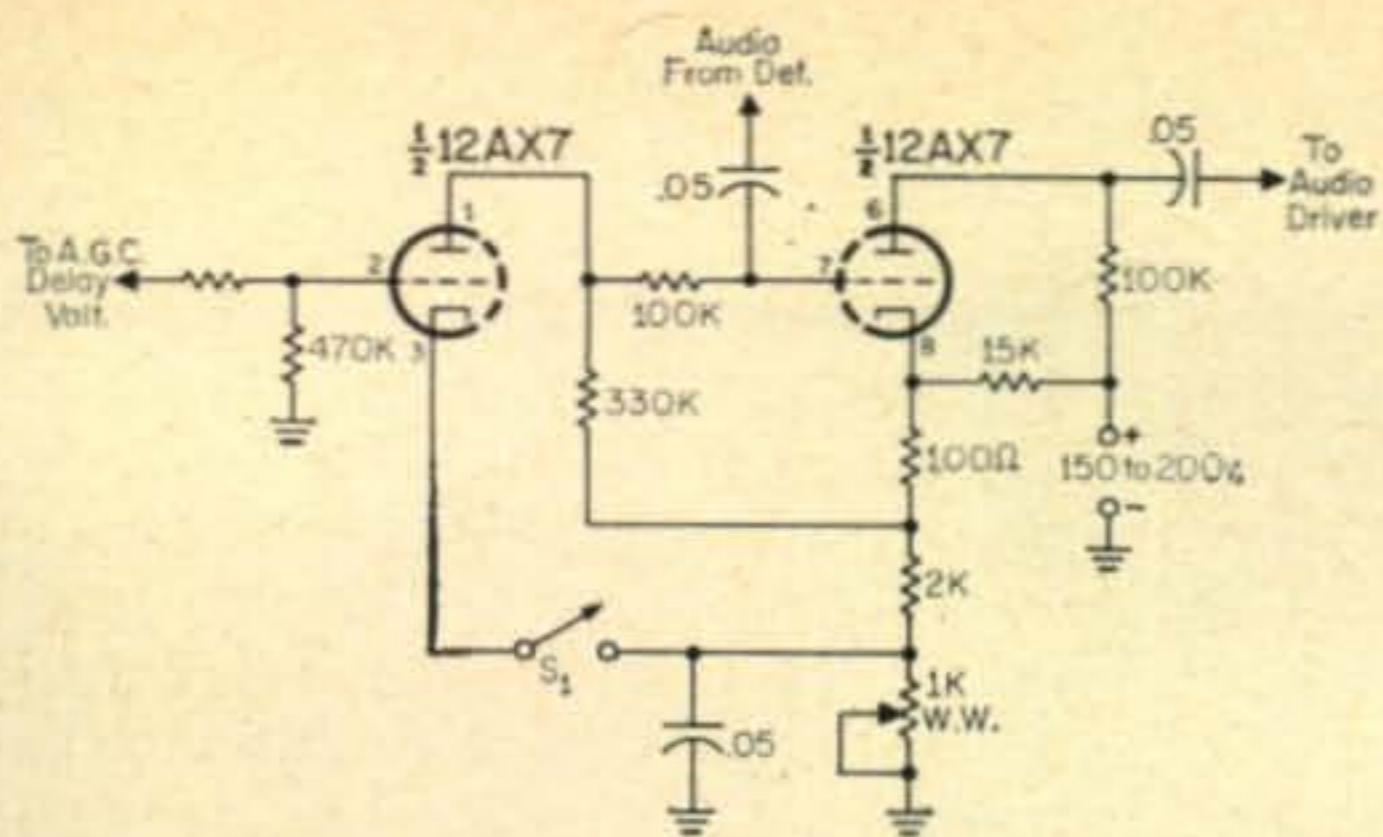 Audio
From Det.
½12AX7
½12AX7
.05
.05
To
Audio
Driver
1
6
To A.G.C.
Delay
Volt.
2
7
100K
100K
470K
3
8
15K
330K
100Ω
+
150 to 200v
-
2K
S1
1K
W.W.
.05